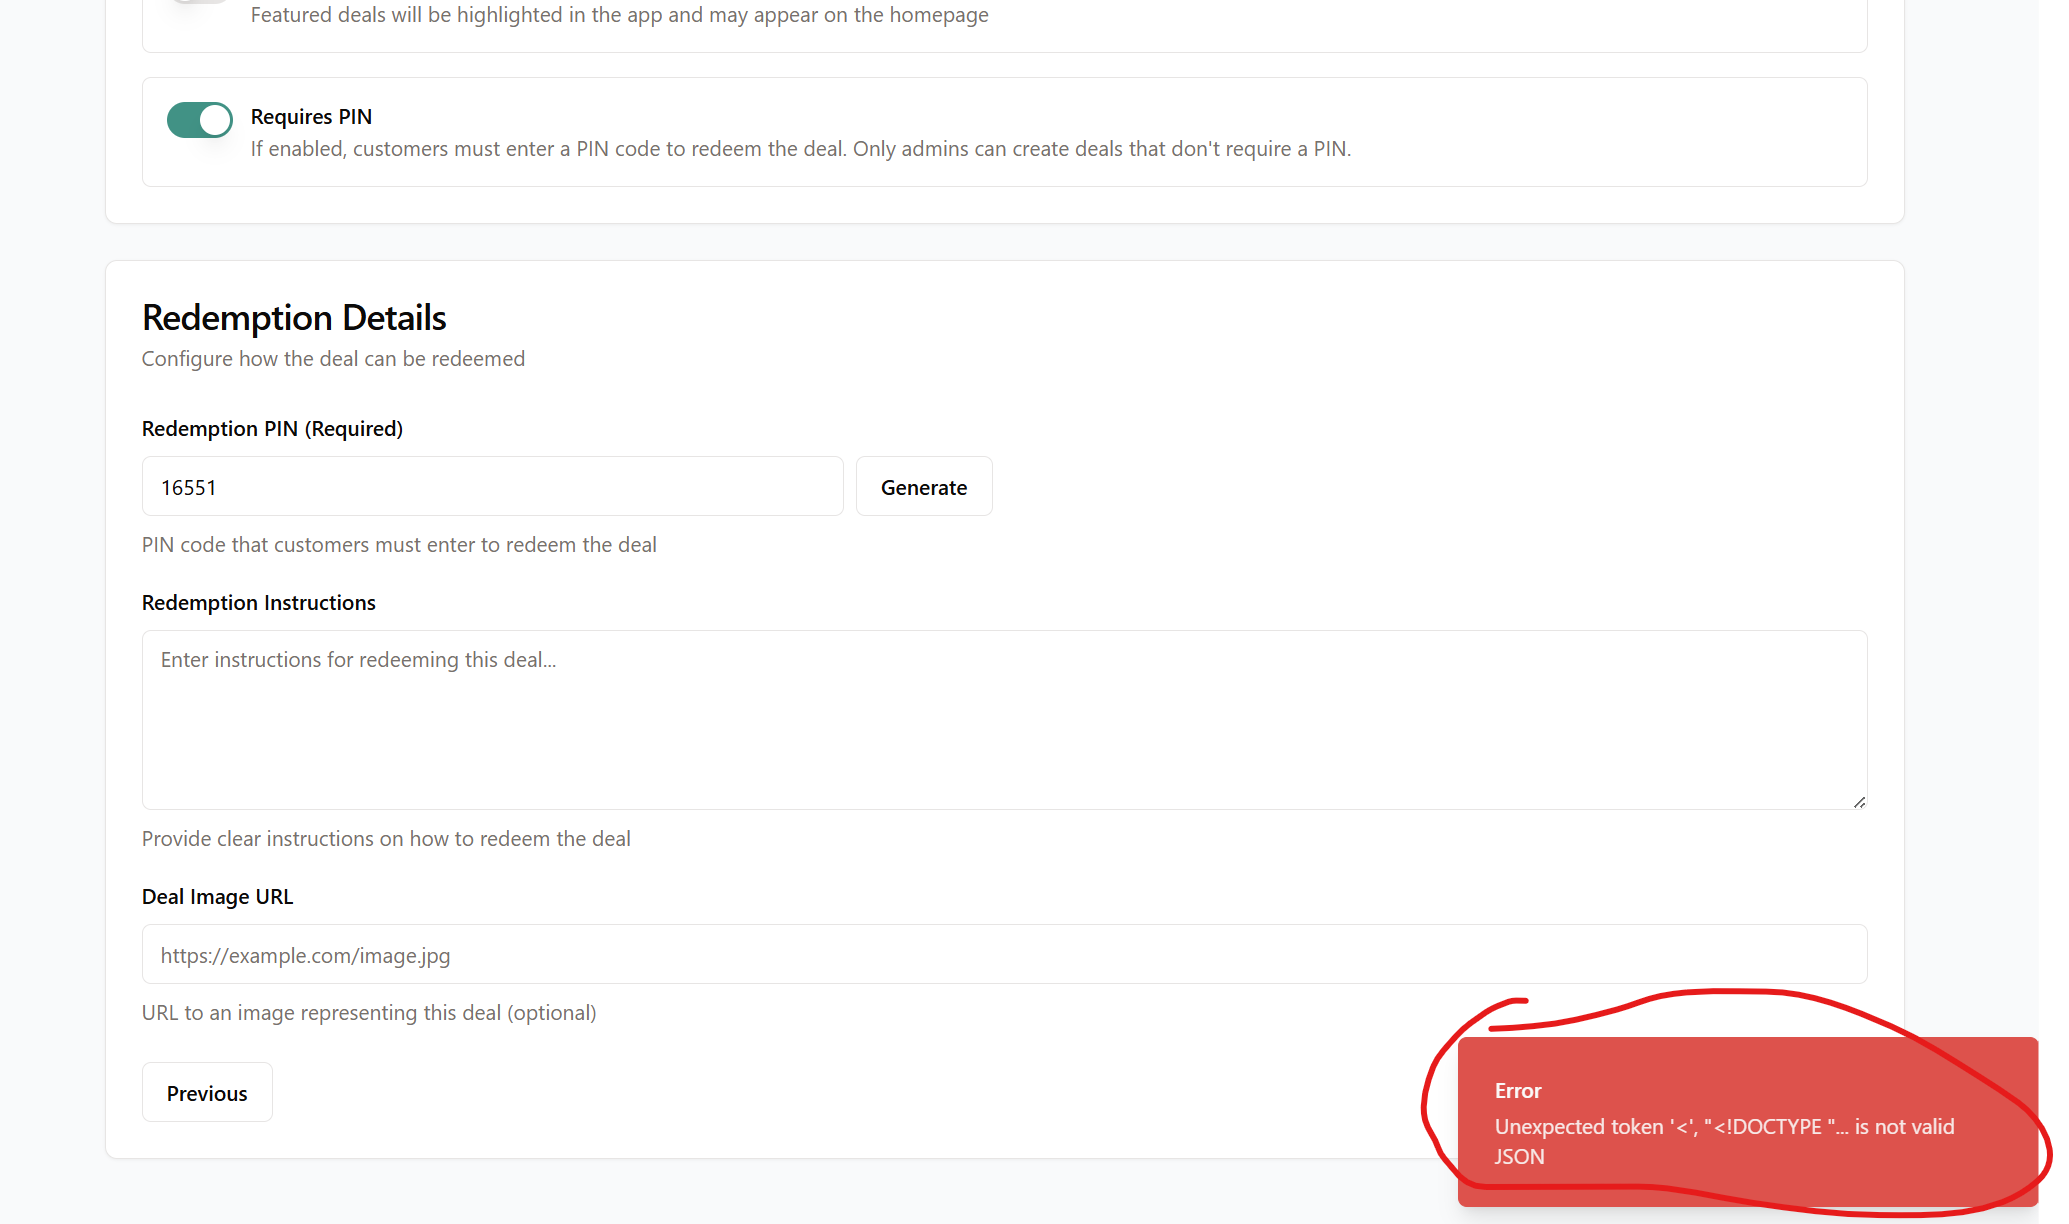 Featured deals will be highlighted in the app and may appear on the homepage
Requires PIN
If enabled, customers must enter a PIN code to redeem the deal. Only admins can create deals that don't require a PIN.
Redemption Details
Configure how the deal can be redeemed
Redemption PIN (Required)
16551
Generate
PIN code that customers must enter to redeem the deal
Redemption Instructions
Enter instructions for redeeming this deal...
Provide clear instructions on how to redeem the deal
Deal Image URL
https://example.com/image.jpg
URL to an image representing this deal (optional)
Previous
Error
Unexpected token '<', "<!DOCTYPE "... is not valid
JSON